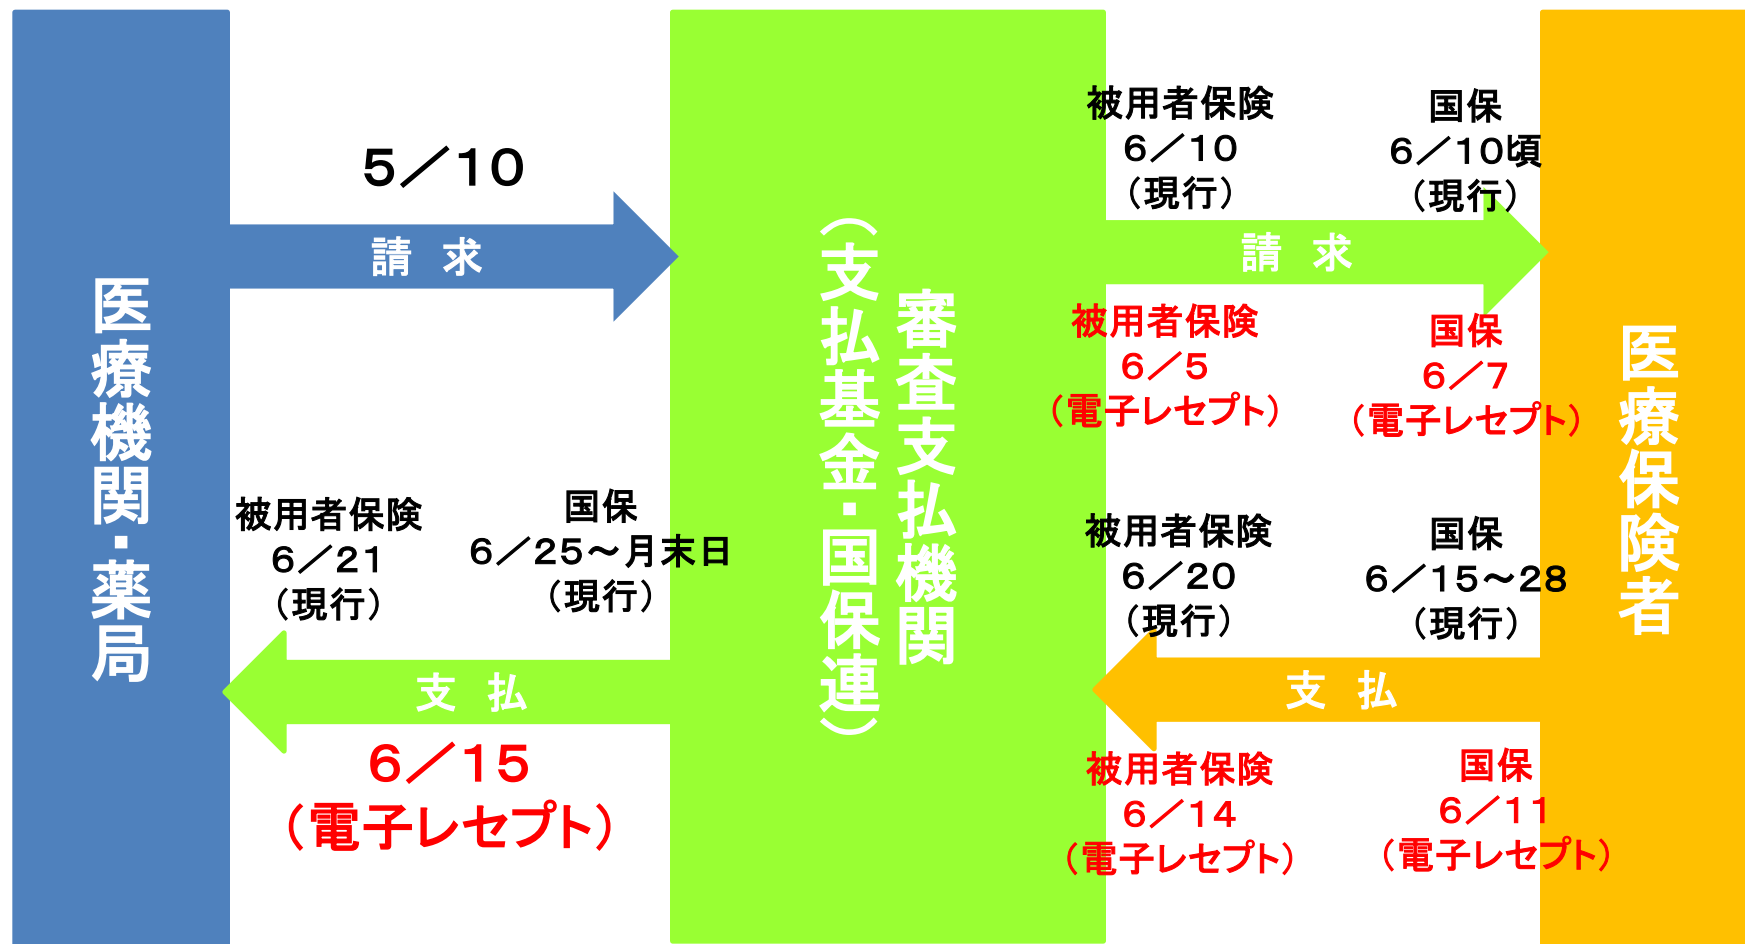 医療機関・薬局
5／10
請　求
被用者保険
6／21
（現行）
国保
6／25～月末日
（現行）
支　払
6／15
（電子レセプト）
審査支払機関
（支払基金・国保連）
被用者保険
6／10
（現行）
国保
6／10頃
（現行）
請　求
被用者保険
6／5
（電子レセプト）
国保
6／7
（電子レセプト）
被用者保険
6／20
（現行）
国保
6／15～28
（現行）
支　払
被用者保険
6／14
（電子レセプト）
国保
6／11
（電子レセプト）
医療保険者